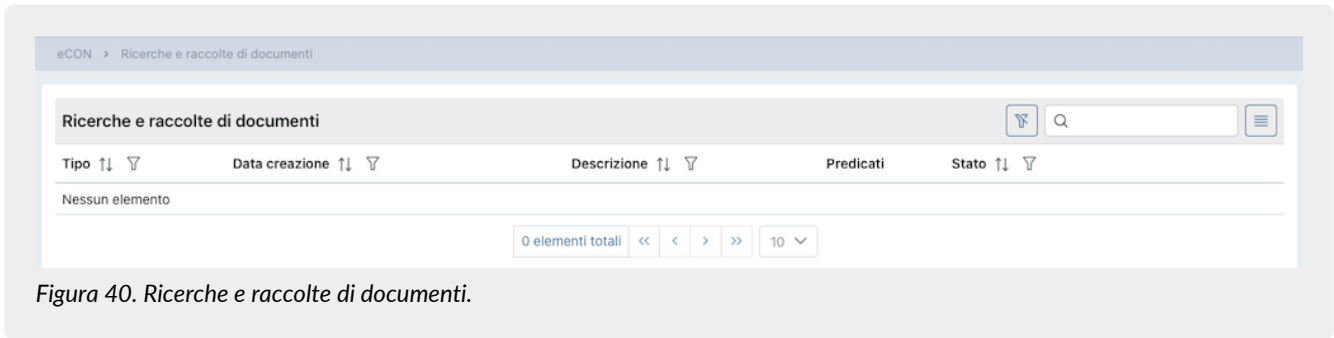 eCON > Ricerche e raccolte di documenti
Ricerche e raccolte di documenti
Tipo Data creazione Descrizione Predicati Stato
Nessun elemento
0 elementi totali << < > >> 10
Figura 40. Ricerche e raccolte di documenti.